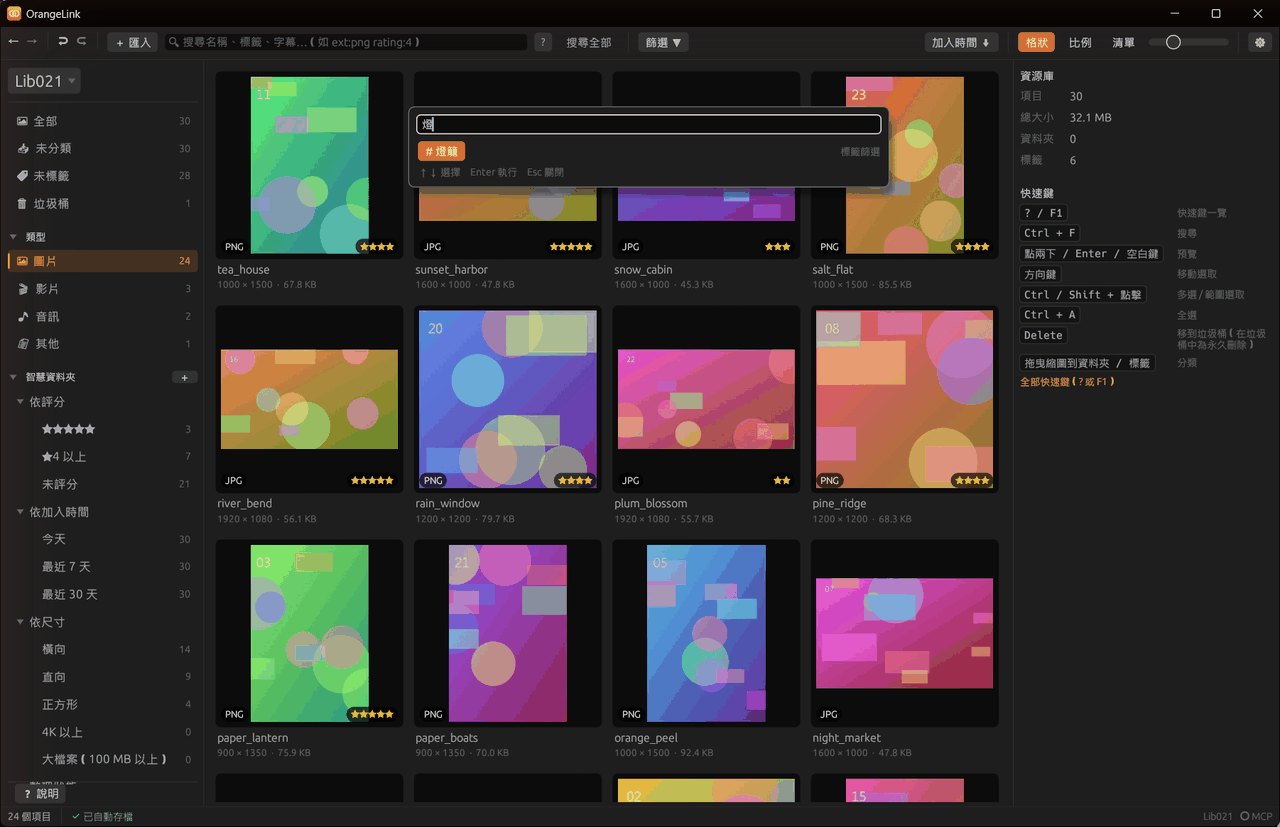 OrangeLink
+ 匯入
搜尋名稱、標籤、字幕...(如 ext:png rating:4)
?
搜尋全部
篩選 ▼
加入時間 ⬇
格狀
比例
清單
Lib021
全部 30
未分類 30
未標籤 28
垃圾桶 1
類型
圖片 24
影片 3
音訊 2
其他 1
智慧資料夾 +
依評分
★★★★★ 3
★4 以上 7
未評分 21
依加入時間
今天 30
最近 7 天 30
最近 30 天 30
依尺寸
橫向 14
直向 9
正方形 4
4K 以上 0
大檔案(100 MB 以上) 0
? 說明
24 個項目
✓ 已自動存檔
燈
# 燈籠
標籤篩選
↑↓ 選擇 Enter 執行 Esc 關閉
11
PNG ★★★★
tea_house
1000 × 1500 · 67.8 KB
JPG ★★★★★
sunset_harbor
1600 × 1000 · 47.8 KB
JPG ★★★
snow_cabin
1600 × 1000 · 45.3 KB
23
PNG ★★★★
salt_flat
1000 × 1500 · 85.5 KB
16
JPG ★★★★★
river_bend
1920 × 1080 · 56.1 KB
20
PNG ★★★★
rain_window
1200 × 1200 · 79.7 KB
22
JPG ★★
plum_blossom
1920 × 1080 · 55.7 KB
08
PNG ★★★★
pine_ridge
1200 × 1200 · 68.3 KB
03
PNG ★★★★★
paper_lantern
900 × 1350 · 75.9 KB
21
PNG
paper_boats
900 × 1350 · 70.0 KB
05
PNG
orange_peel
1000 × 1500 · 92.4 KB
07
JPG
night_market
1600 × 1000 · 47.8 KB
02
15
資源庫
項目 30
總大小 32.1 MB
資料夾 0
標籤 6
快速鍵
? / F1 快速鍵一覽
Ctrl + F 搜尋
點兩下 / Enter / 空白鍵 預覽
方向鍵 移動選取
Ctrl / Shift + 點擊 多選/範圍選取
Ctrl + A 全選
Delete 移到垃圾桶(在垃圾
桶中為永久刪除)
拖曳縮圖到資料夾 / 標籤 分類
全部快速鍵(?或 F1)
Lib021
MCP